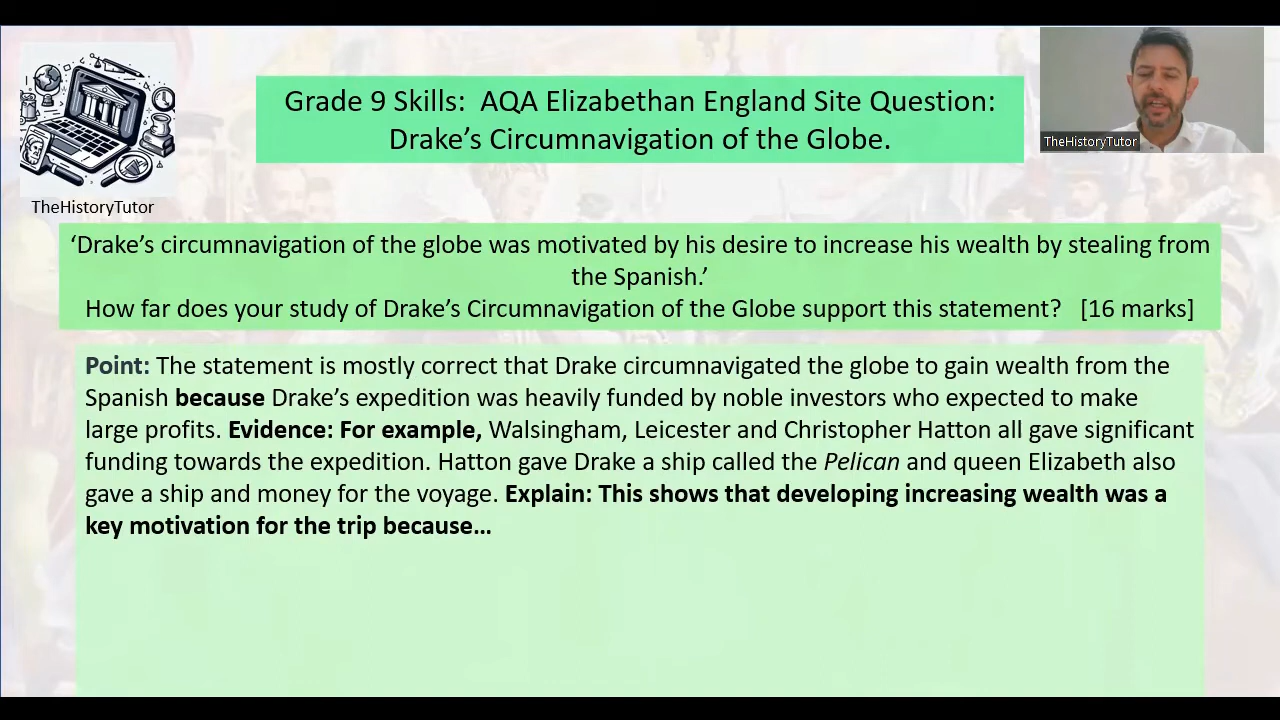 Grade 9 Skills:  AQA Elizabethan England Site Question:
Drake’s Circumnavigation of the Globe.
TheHistoryTutor
TheHistoryTutor
‘Drake’s circumnavigation of the globe was motivated by his desire to increase his wealth by stealing from
the Spanish.’
How far does your study of Drake’s Circumnavigation of the Globe support this statement?   [16 marks]
Point: The statement is mostly correct that Drake circumnavigated the globe to gain wealth from the
Spanish because Drake’s expedition was heavily funded by noble investors who expected to make
large profits. Evidence: For example, Walsingham, Leicester and Christopher Hatton all gave significant
funding towards the expedition. Hatton gave Drake a ship called the Pelican and queen Elizabeth also
gave a ship and money for the voyage. Explain: This shows that developing increasing wealth was a
key motivation for the trip because…